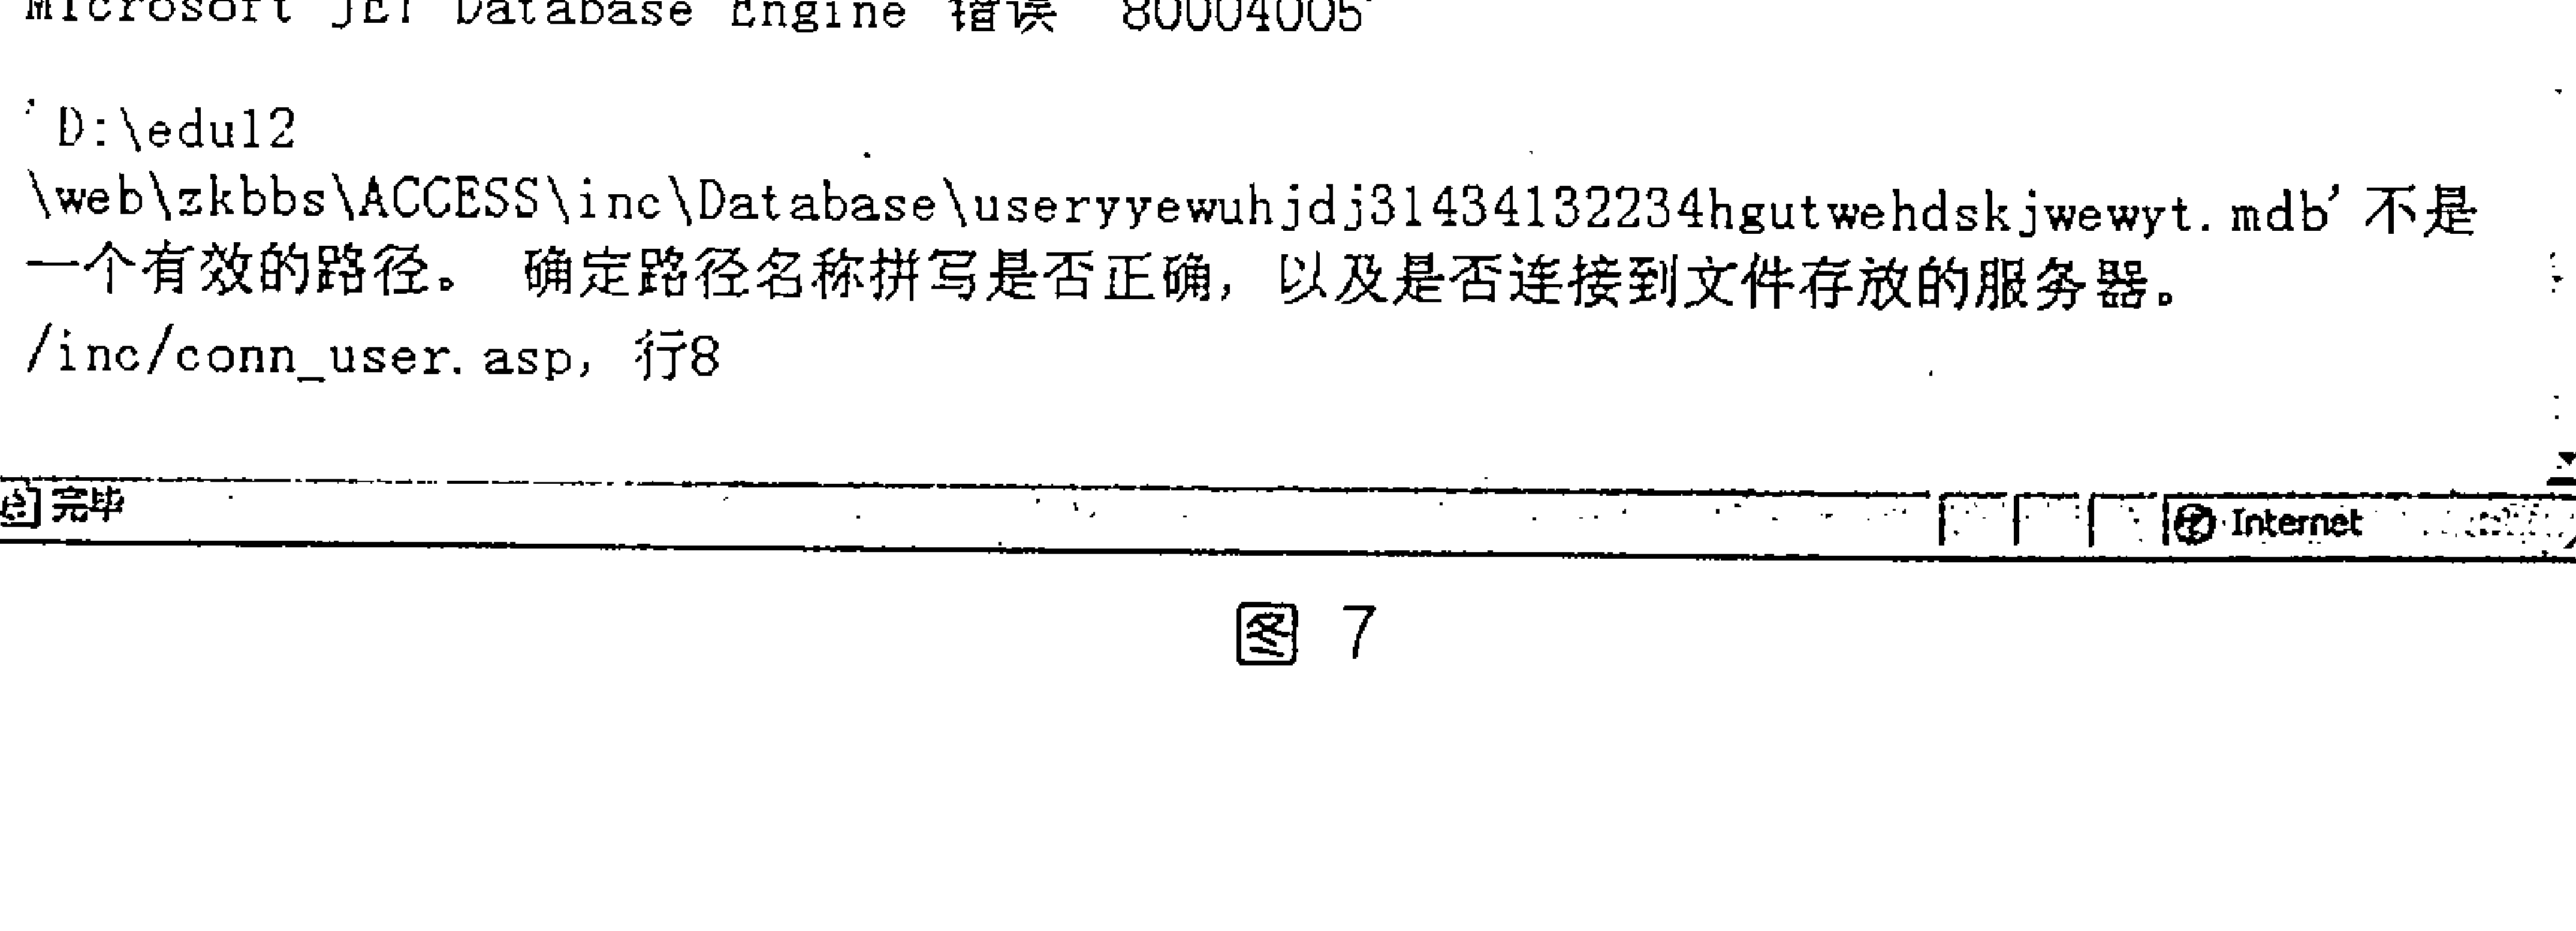 Microsoft JET Database Engine 错误 '80004005'
'D:\edu12
\web\zkbbs\ACCESS\inc\Database\useryyewuhjdj31434132234hgutwehdskjwewyt.mdb'不是
一个有效的路径。 确定路径名称拼写是否正确，以及是否连接到文件存放的服务器。
/inc/conn_user.asp，行8
完毕
Internet
图 7